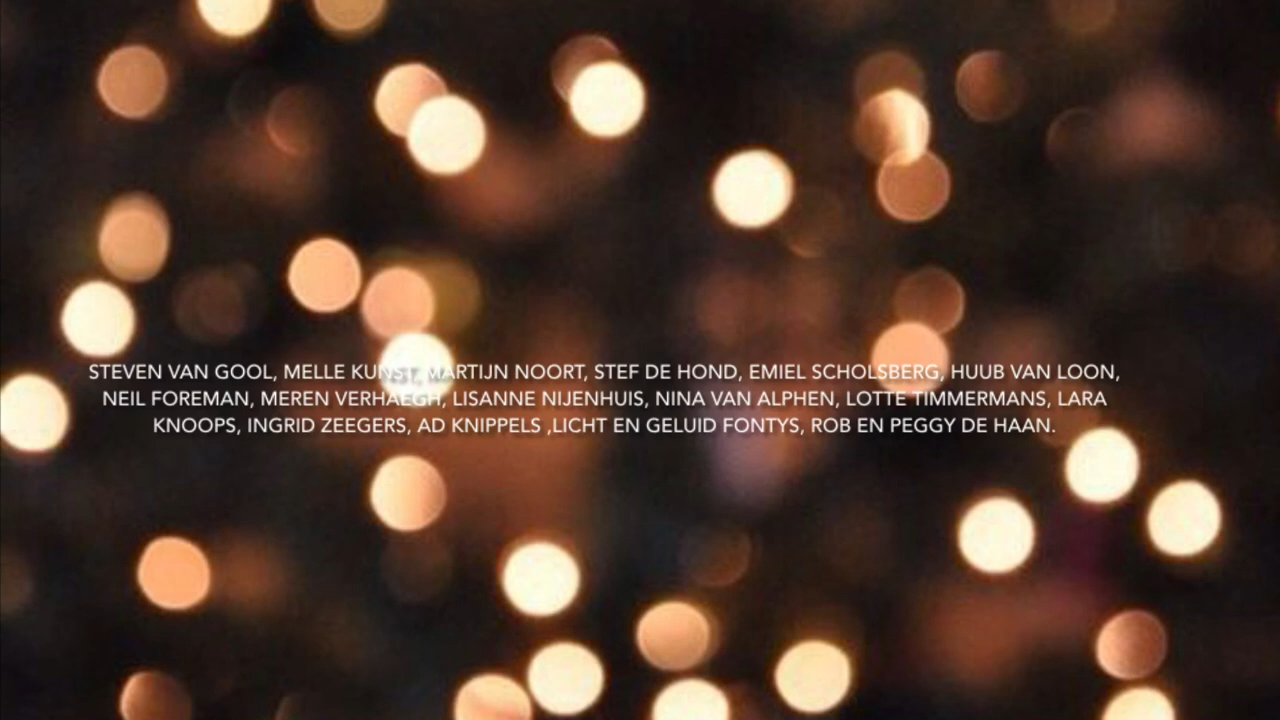 STEVEN VAN GOOL, MELLE KUNST, MARTIJN NOORT, STEF DE HOND, EMIEL SCHOLSBERG, HUUB VAN LOON,
NEIL FOREMAN, MEREN VERHAEGH, LISANNE NIJENHUIS, NINA VAN ALPHEN, LOTTE TIMMERMANS, LARA
KNOOPS, INGRID ZEEGERS, AD KNIPPELS ,LICHT EN GELUID FONTYS, ROB EN PEGGY DE HAAN.